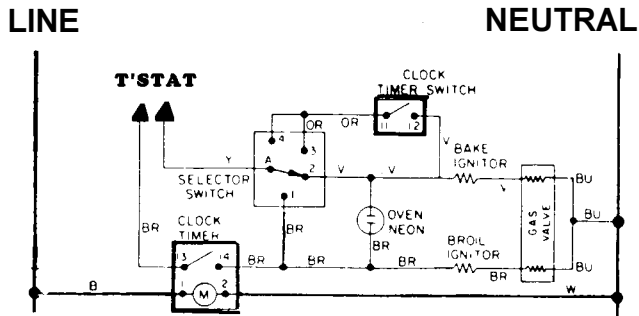 LINE
NEUTRAL
T'STAT
CLOCK
TIMER SWITCH
OR
OR
11
12
4
3
V
A
2
Y
V
V
BAKE
IGNITOR
V
BU
SELECTOR
SWITCH
1
GAS
VALVE
BU
BU
CLOCK
TIMER
BR
BR
OVEN
NEON
BR
BROIL
IGNITOR
13
14
BR
BR
BR
BR
BU
B
1
M
2
W